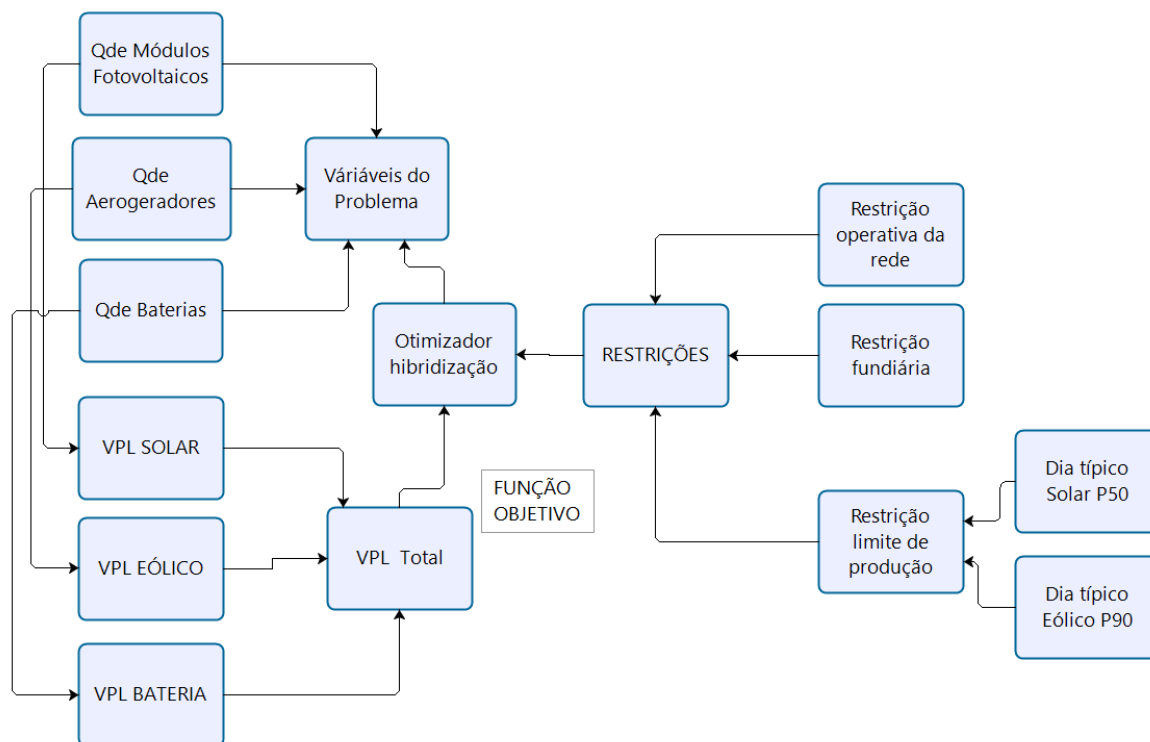 Qde Módulos
Fotovoltaicos
Qde
Aerogeradores
Váriáveis do
Problema
Qde Baterias
Otimizador
hibridização
RESTRIÇÕES
Restrição
operativa da
rede
Restrição
fundiária
VPL SOLAR
VPL EÓLICO
VPL BATERIA
VPL Total
FUNÇÃO
OBJETIVO
Restrição
limite de
produção
Dia típico
Solar P50
Dia típico
Eólico P90